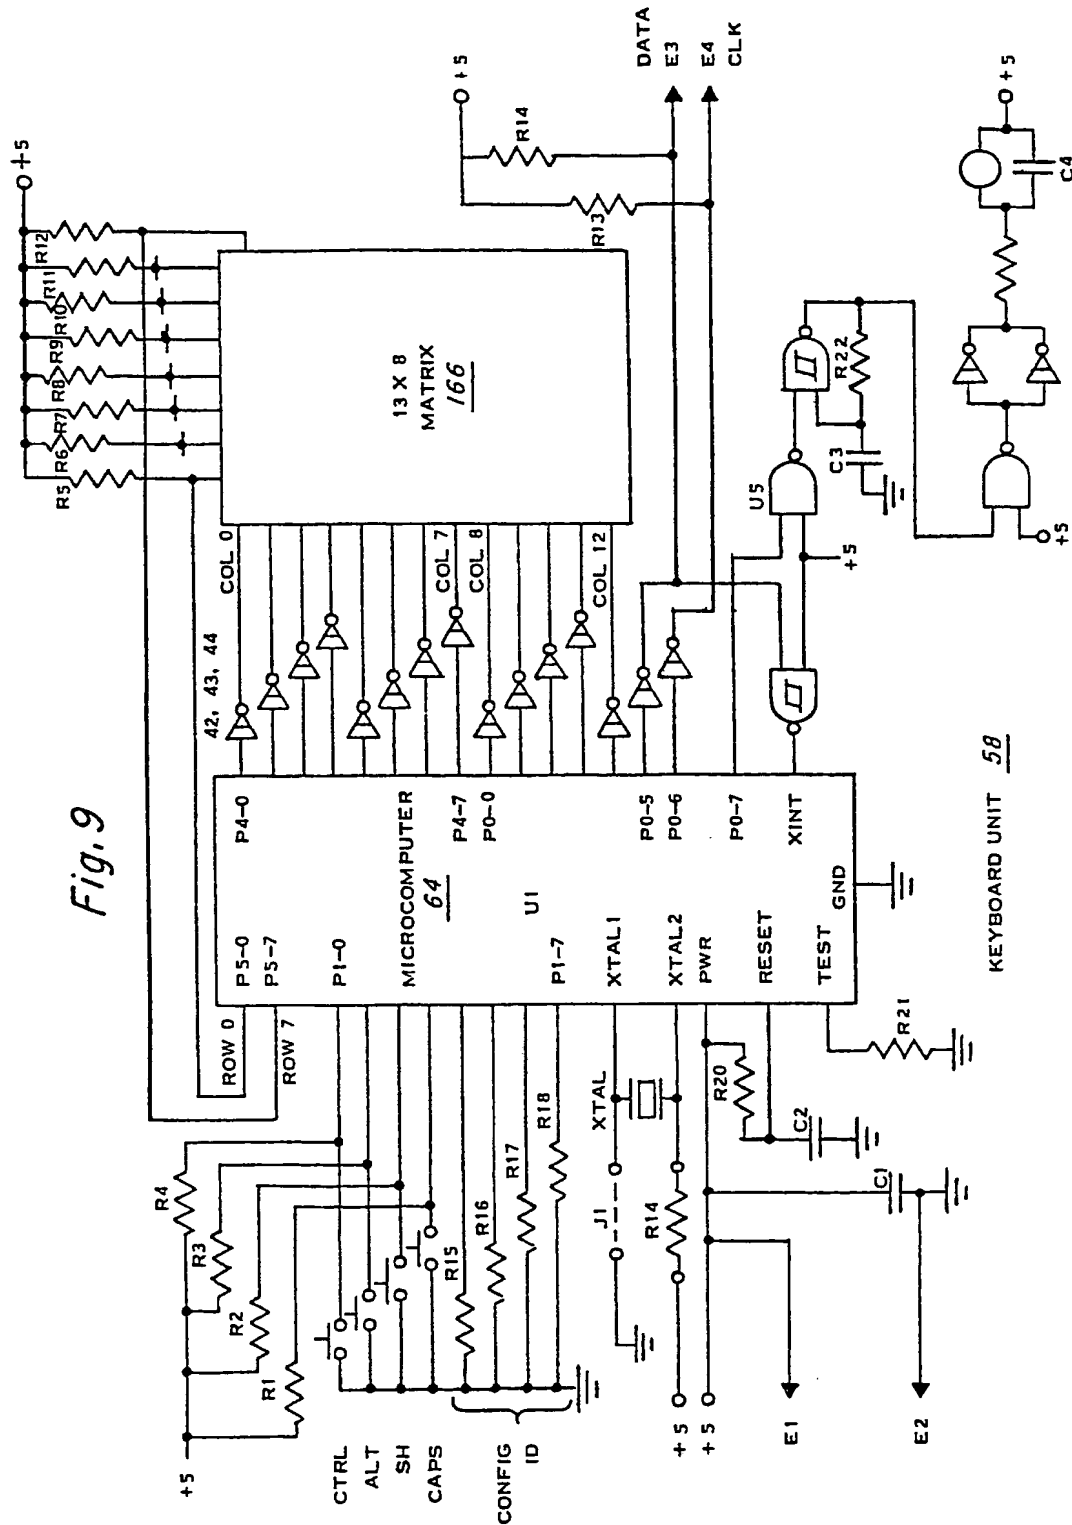 Fig. 9
+5
R5
R6
R7
R8
R9
R10
R11
R12
+5
R4
R3
R2
R1
CTRL
ALT
SH
CAPS
CONFIG
ID
R15
R16
R17
R18
ROW 0
ROW 7
P5-0
P5-7
P1-0
P4-0
MICROCOMPUTER
64
U1
P1-7
P4-7
P0-0
XTAL1
XTAL2
PWR
RESET
TEST
GND
P0-5
P0-6
P0-7
XINT
42, 43, 44
COL 0
COL 7
COL 8
COL 12
13 X 8
MATRIX
166
+5
R14
R13
DATA
E3
E4
CLK
J1
XTAL
R14
+5
+5
R20
C2
C1
R21
E1
E2
U5
+5
R22
C3
+5
+5
C4
KEYBOARD UNIT 58